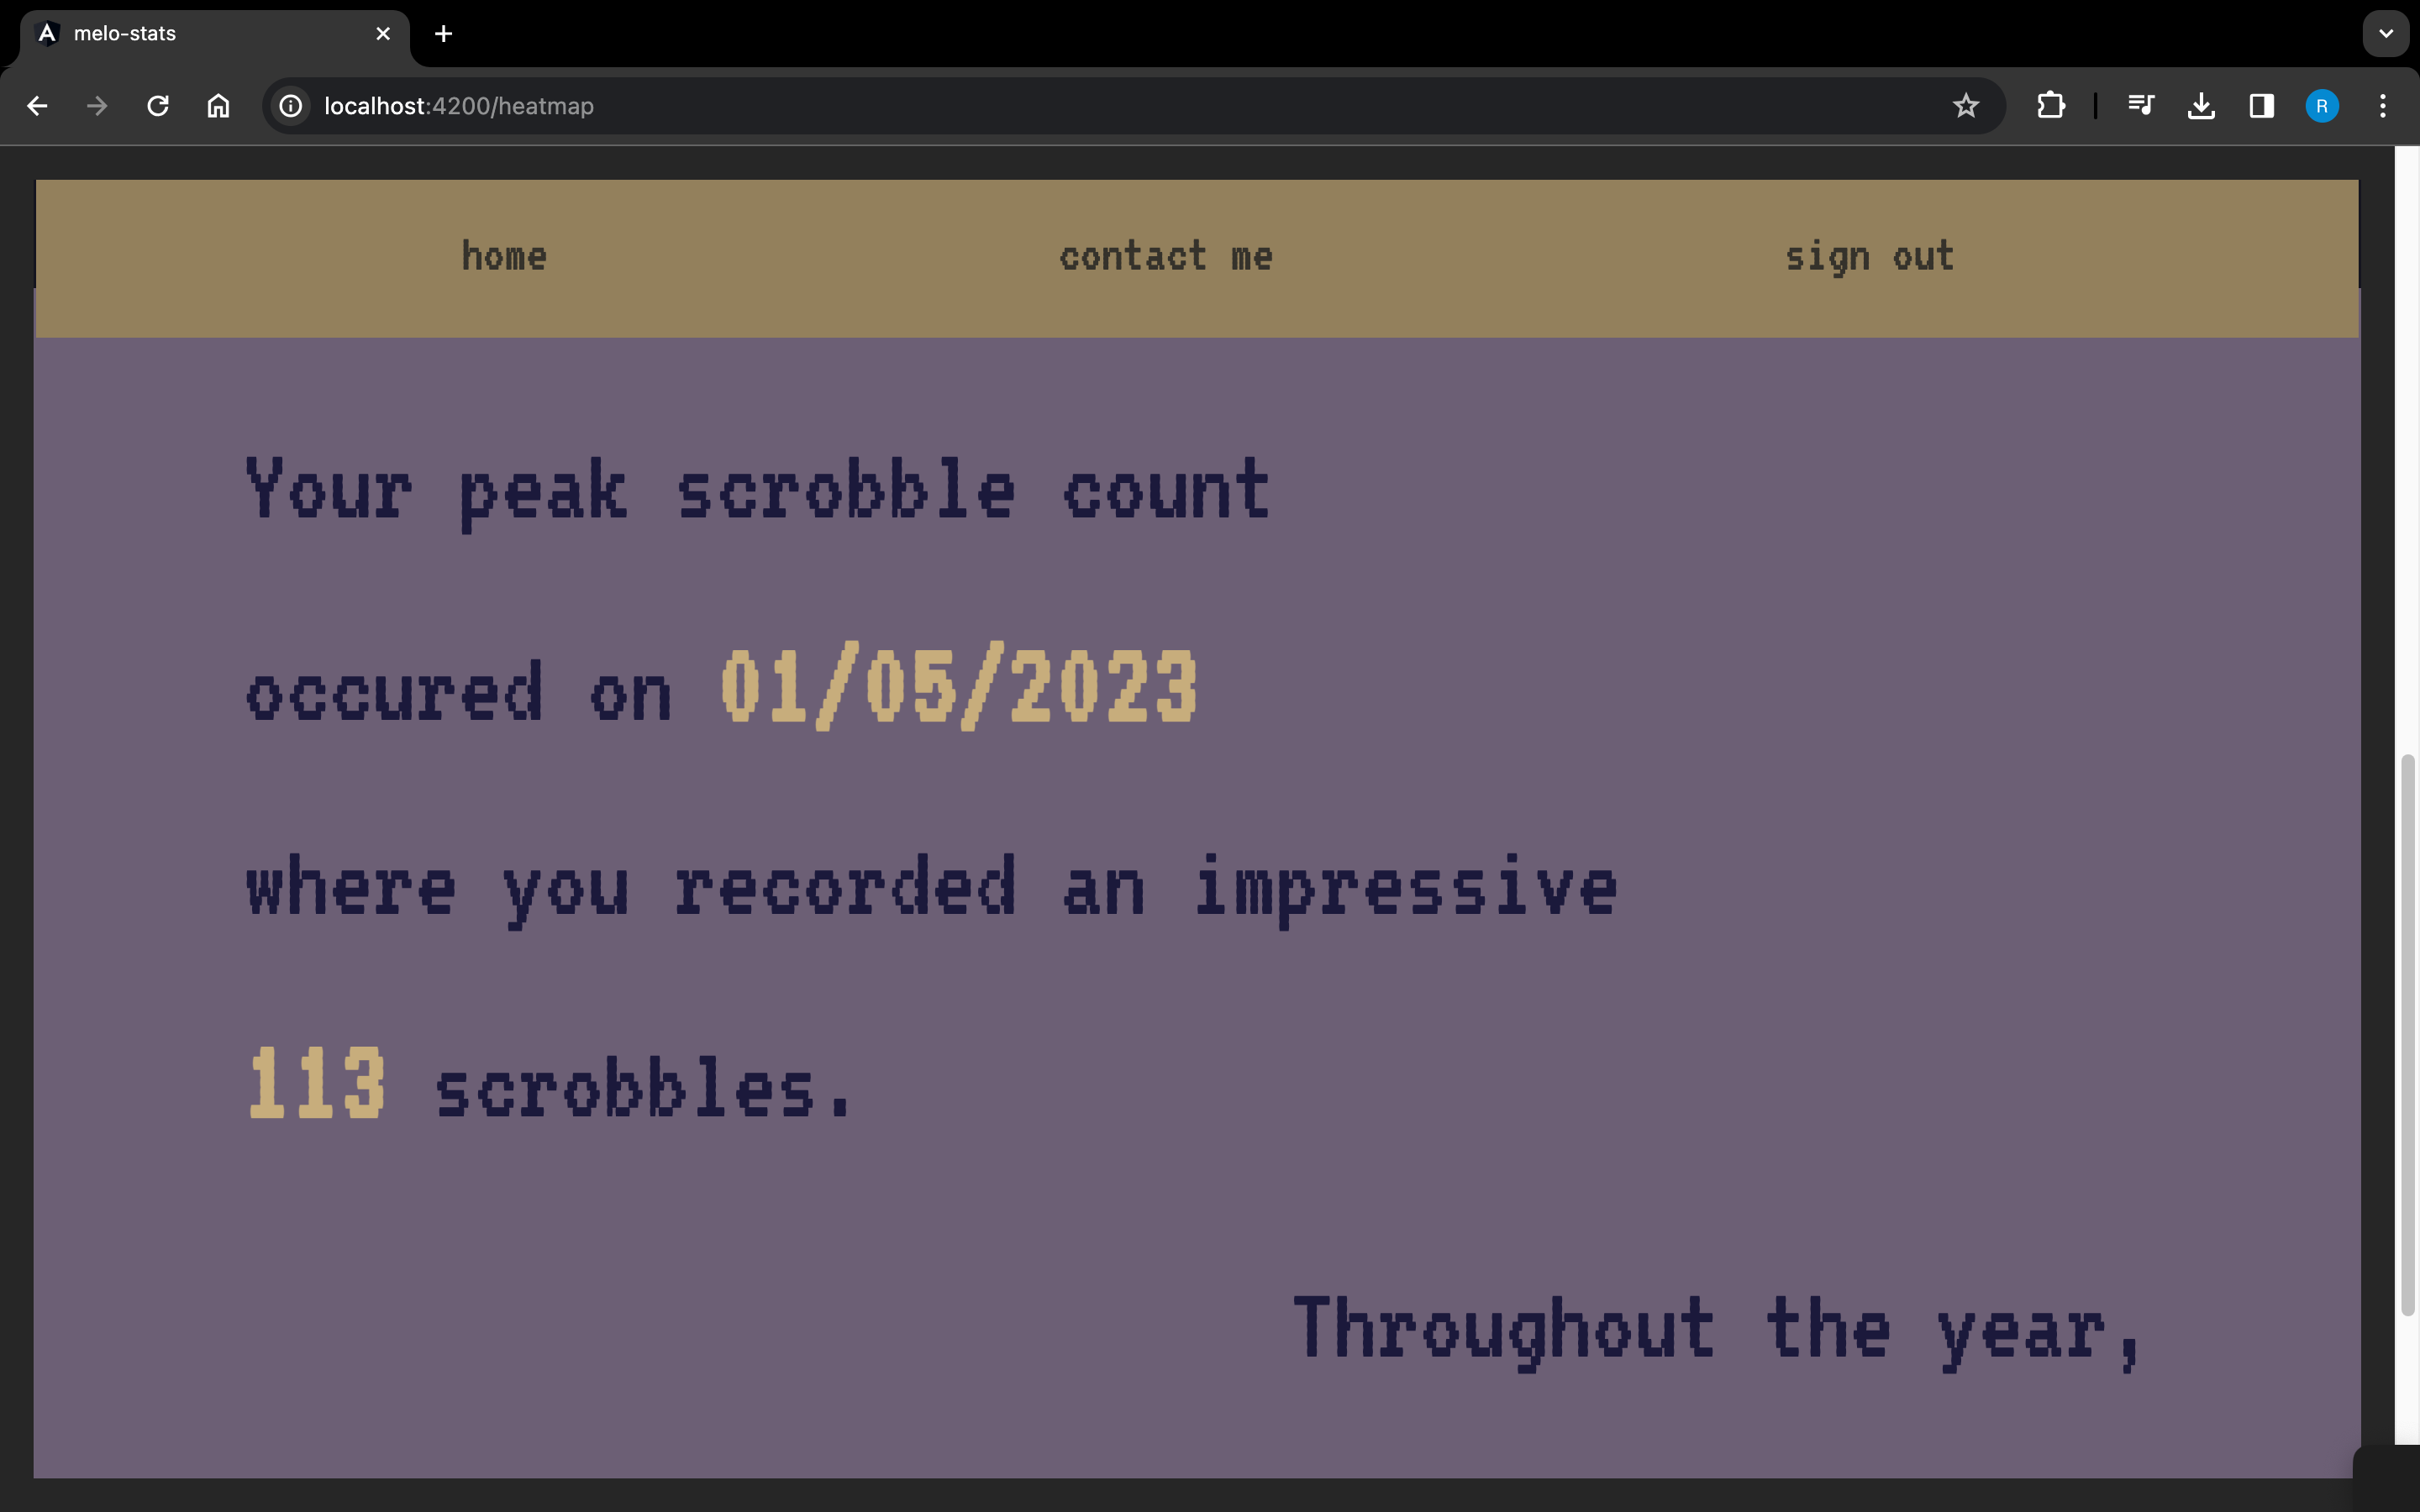 melo-stats
localhost:4200/heatmap
R
home contact me sign out
Your peak scrobble count
occured on 01/05/2023
where you recorded an impressive
113 scrobbles.
Throughout the year,